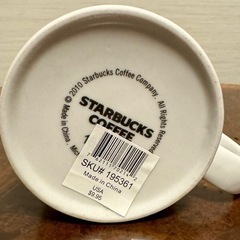 © 2010 Starbucks Coffee Company. All Rights Reserved.
Made in China.
STARBUCKS
COFFEE
SKU# 195361
Made in China
USA
$9.95